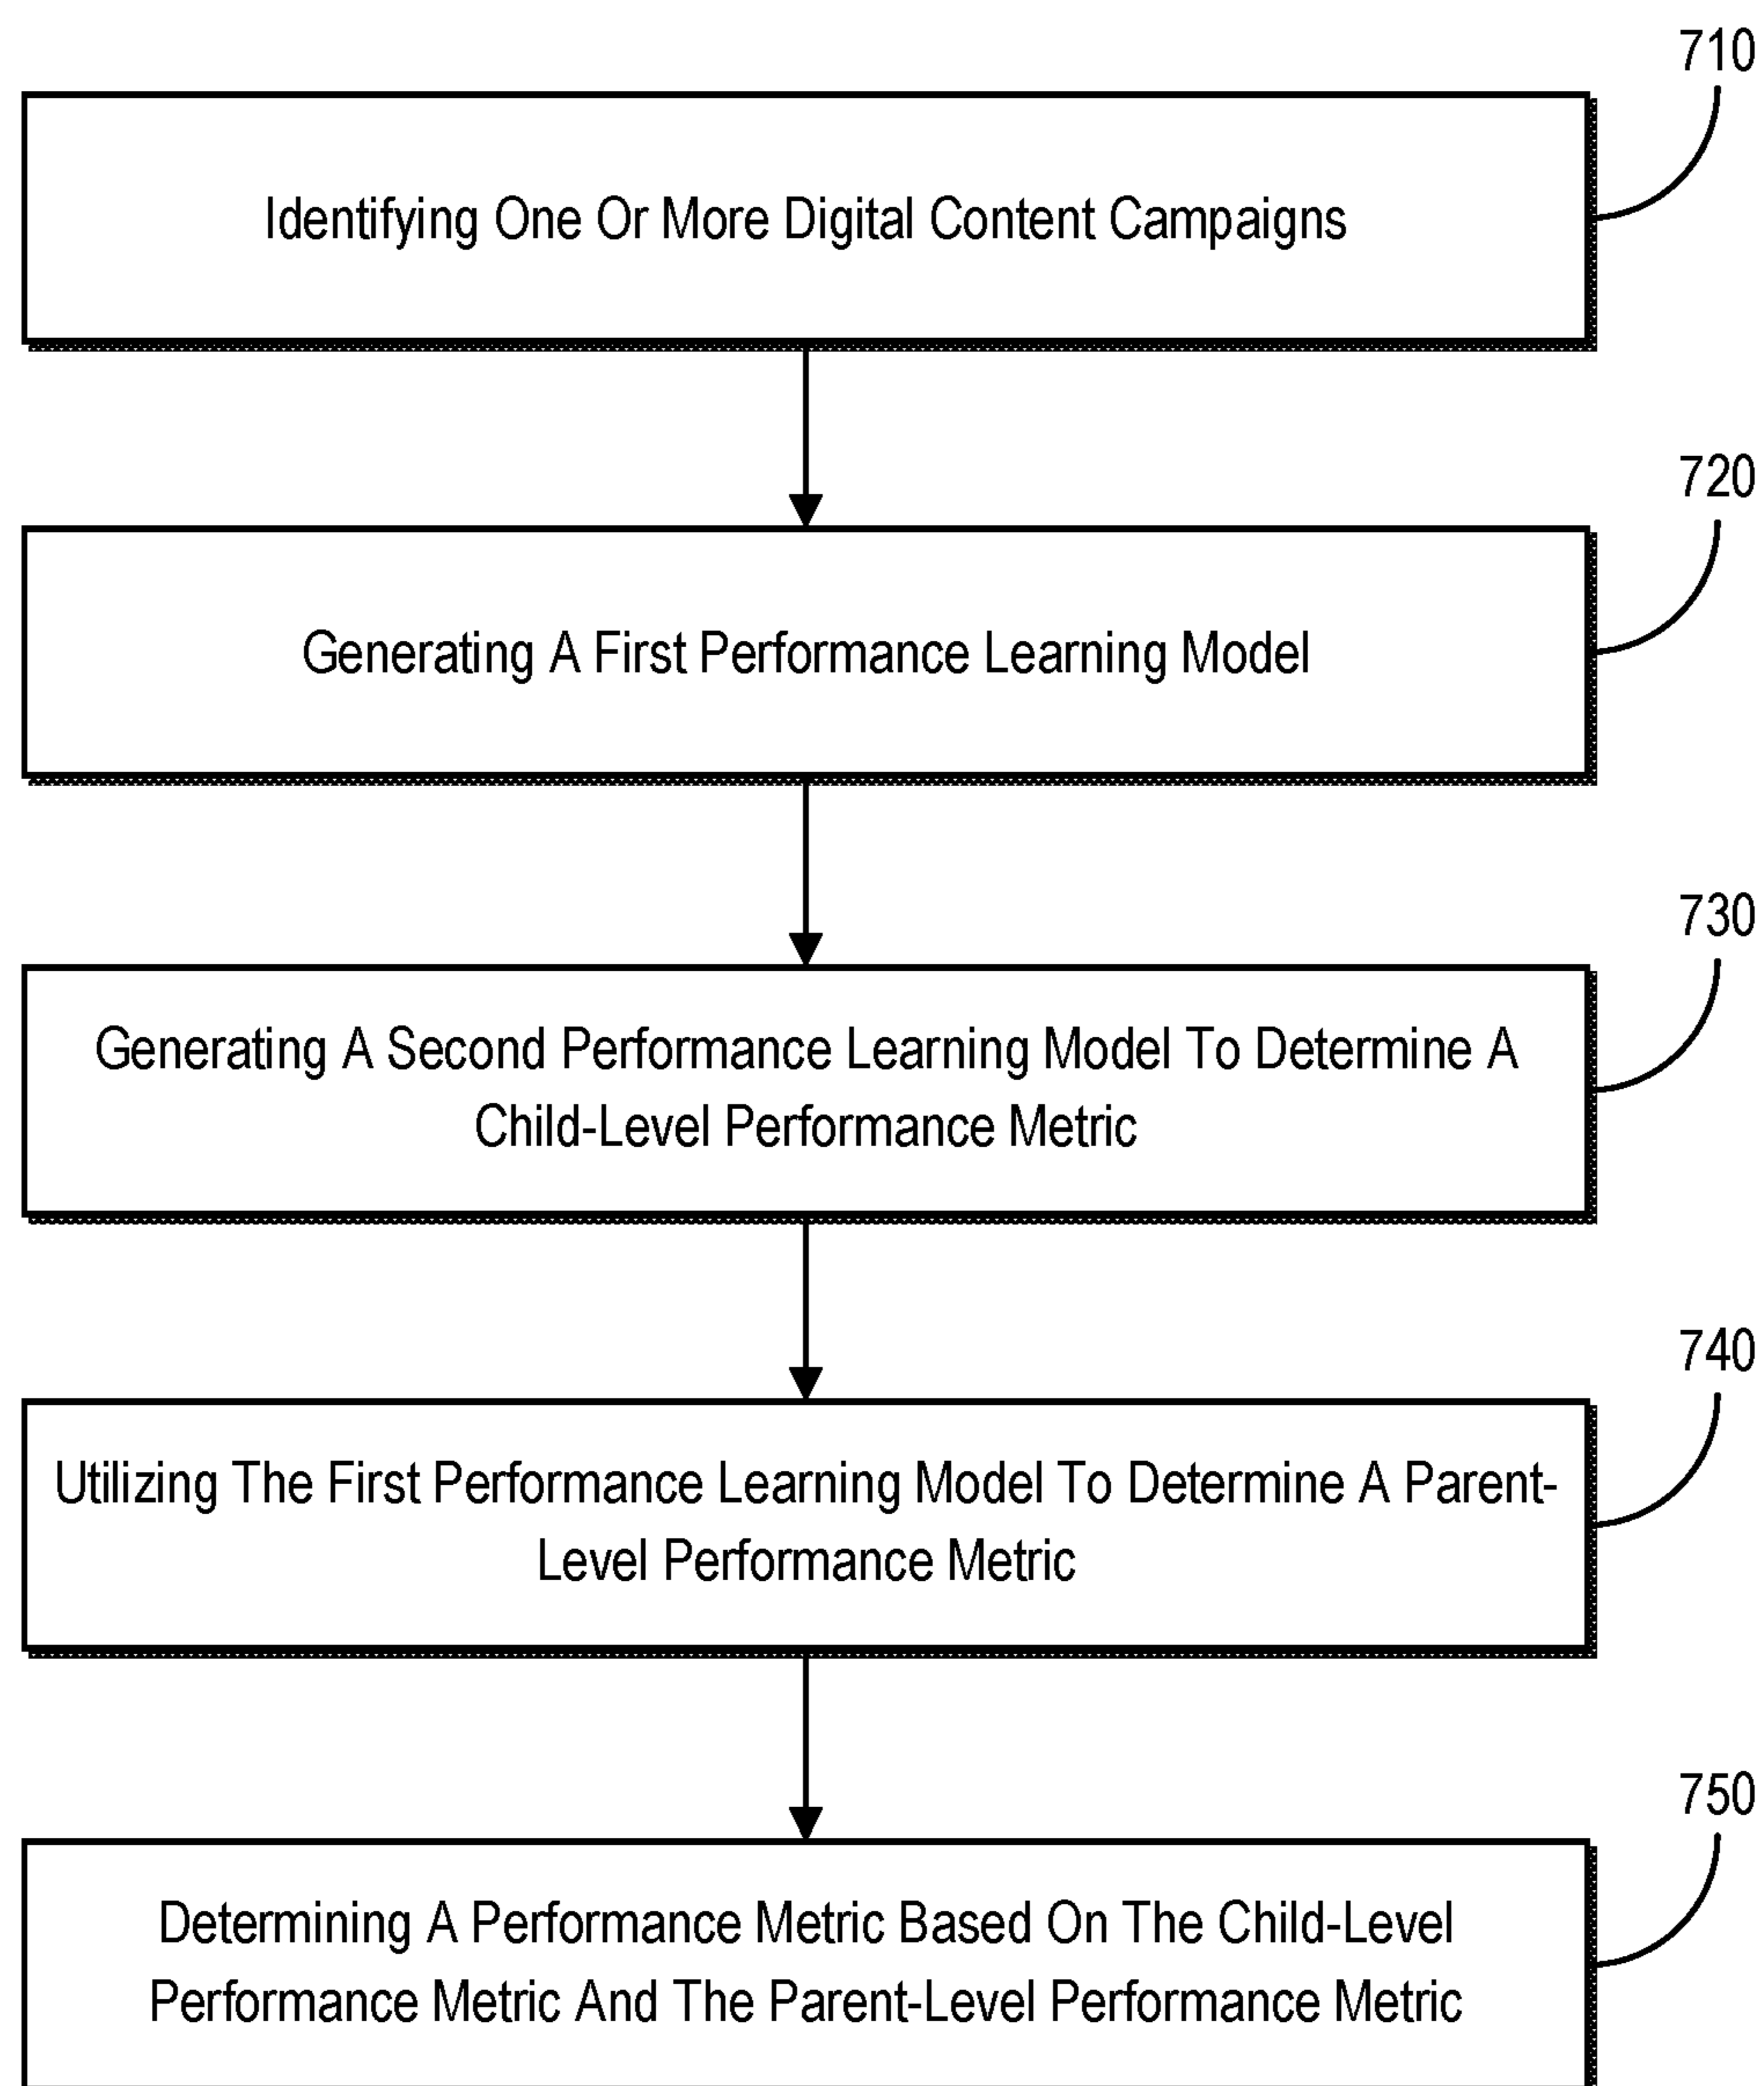 710
Identifying One Or More Digital Content Campaigns
720
Generating A First Performance Learning Model
730
Generating A Second Performance Learning Model To Determine A
Child-Level Performance Metric
740
Utilizing The First Performance Learning Model To Determine A Parent-
Level Performance Metric
750
Determining A Performance Metric Based On The Child-Level
Performance Metric And The Parent-Level Performance Metric